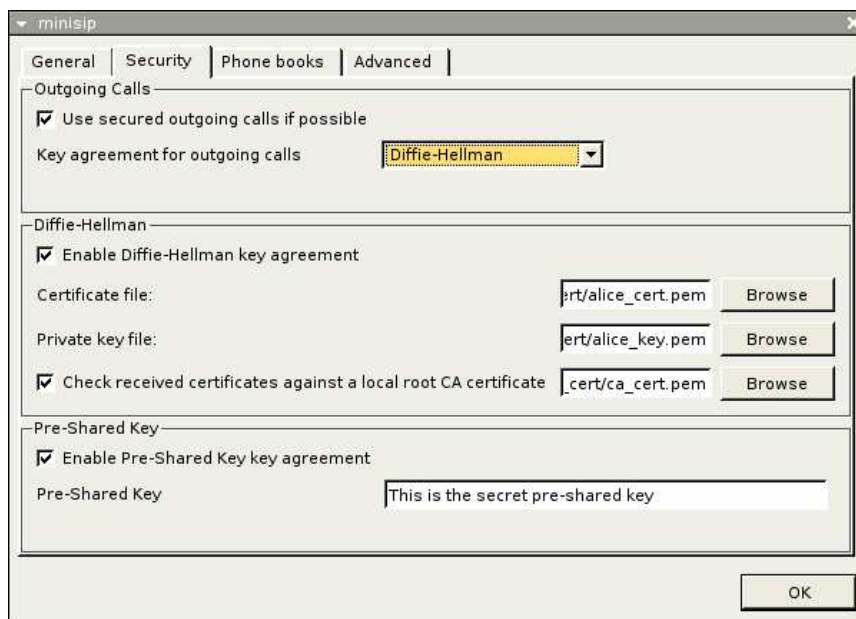 minisip
General Security Phone books Advanced
Outgoing Calls
Use secured outgoing calls if possible
Key agreement for outgoing calls Diffie-Hellman
Diffie-Hellman
Enable Diffie-Hellman key agreement
Certificate file: ert/alice_cert.pem Browse
Private key file: ert/alice_key.pem Browse
Check received certificates against a local root CA certificate _cert/ca_cert.pem Browse
Pre-Shared Key
Enable Pre-Shared Key key agreement
Pre-Shared Key This is the secret pre-shared key
OK